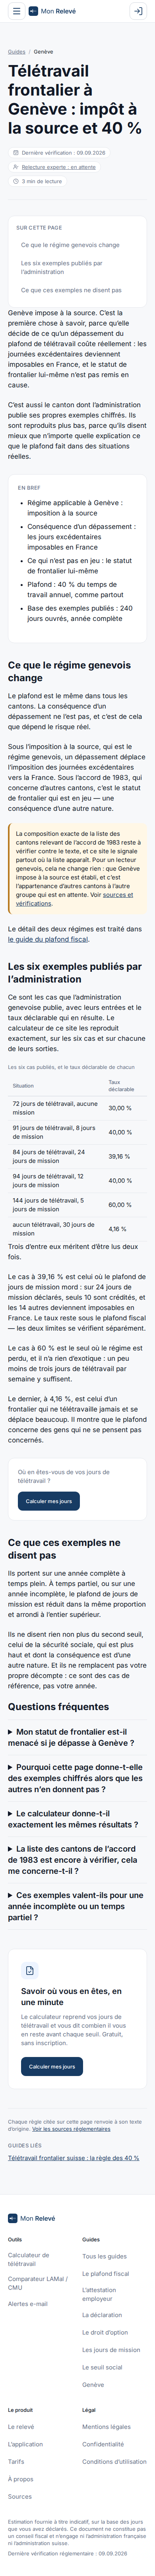 Mon Relevé
Guides / Genève
Télétravail
frontalier à
Genève : impôt à
la source et 40 %
Dernière vérification : 09.09.2026
Relecture experte : en attente
3 min de lecture
SUR CETTE PAGE
Ce que le régime genevois change
Les six exemples publiés par
l'administration
Ce que ces exemples ne disent pas
Genève impose à la source. C'est la
première chose à savoir, parce qu'elle
décide de ce qu'un dépassement du
plafond de télétravail coûte réellement : les
journées excédentaires deviennent
imposables en France, et le statut de
frontalier lui-même n'est pas remis en
cause.
C'est aussi le canton dont l'administration
publie ses propres exemples chiffrés. Ils
sont reproduits plus bas, parce qu'ils disent
mieux que n'importe quelle explication ce
que le plafond fait dans des situations
réelles.
EN BREF
• Régime applicable à Genève :
imposition à la source
• Conséquence d'un dépassement :
les jours excédentaires
imposables en France
• Ce qui n'est pas en jeu : le statut
de frontalier lui-même
• Plafond : 40 % du temps de
travail annuel, comme partout
• Base des exemples publiés : 240
jours ouvrés, année complète
Ce que le régime genevois
change
Le plafond est le même dans tous les
cantons. La conséquence d'un
dépassement ne l'est pas, et c'est de cela
que dépend le risque réel.
Sous l'imposition à la source, qui est le
régime genevois, un dépassement déplace
l'imposition des journées excédentaires
vers la France. Sous l'accord de 1983, qui
concerne d'autres cantons, c'est le statut
de frontalier qui est en jeu — une
conséquence d'une autre nature.
La composition exacte de la liste des
cantons relevant de l'accord de 1983 reste à
vérifier contre le texte, et ce site le signale
partout où la liste apparaît. Pour un lecteur
genevois, cela ne change rien : que Genève
impose à la source est établi, c'est
l'appartenance d'autres cantons à l'autre
groupe qui est en attente. Voir sources et
vérifications.
Le détail des deux régimes est traité dans
le guide du plafond fiscal.
Les six exemples publiés par
l'administration
Ce sont les cas que l'administration
genevoise publie, avec leurs entrées et le
taux déclarable qui en résulte. Le
calculateur de ce site les reproduit
exactement, sur les six cas et sur chacune
de leurs sorties.
Les six cas publiés, et le taux déclarable de chacun
Situation
Taux
déclarable
72 jours de télétravail, aucune
mission
30,00 %
91 jours de télétravail, 8 jours
de mission
40,00 %
84 jours de télétravail, 24
jours de mission
39,16 %
94 jours de télétravail, 12
jours de mission
40,00 %
144 jours de télétravail, 5
jours de mission
60,00 %
aucun télétravail, 30 jours de
mission
4,16 %
Trois d'entre eux méritent d'être lus deux
fois.
Le cas à 39,16 % est celui où le plafond de
jours de mission mord : sur 24 jours de
mission déclarés, 10 sont retenus, et
les 14 autres deviennent imposables en
France. Le taux reste sous le plafond fiscal
— les deux limites se vérifient séparément.
Le cas à 60 % est le seul où le régime est
perdu, et il n'a rien d'exotique : un peu
moins de trois jours de télétravail par
semaine y suffisent.
Le dernier, à 4,16 %, est celui d'un
frontalier qui ne télétravaille jamais et se
déplace beaucoup. Il montre que le plafond
concerne des gens qui ne se pensent pas
concernés.
Où en êtes-vous de vos jours de
télétravail ?
Calculer mes jours
Ce que ces exemples ne
disent pas
Ils portent sur une année complète à
temps plein. À temps partiel, ou sur une
année incomplète, le plafond de jours de
mission est réduit dans la même proportion
et arrondi à l'entier supérieur.
Ils ne disent rien non plus du second seuil,
celui de la sécurité sociale, qui est plus
haut et dont la conséquence est d'une
autre nature. Et ils ne remplacent pas votre
propre décompte : ce sont des cas de
référence, pas votre année.
Questions fréquentes
Mon statut de frontalier est-il
menacé si je dépasse à Genève ?
Pourquoi cette page donne-t-elle
des exemples chiffrés alors que les
autres n'en donnent pas ?
Le calculateur donne-t-il
exactement les mêmes résultats ?
La liste des cantons de l'accord
de 1983 est encore à vérifier, cela
me concerne-t-il ?
Ces exemples valent-ils pour une
année incomplète ou un temps
partiel ?
Savoir où vous en êtes, en
une minute
Le calculateur reprend vos jours de
télétravail et vous dit combien il vous
en reste avant chaque seuil. Gratuit,
sans inscription.
Calculer mes jours
Chaque règle citée sur cette page renvoie à son texte
d'origine. Voir les sources réglementaires
GUIDES LIÉS
Télétravail frontalier suisse : la règle des 40 %
Mon Relevé
Outils
Calculateur de
télétravail
Comparateur LAMal /
CMU
Alertes e-mail
Guides
Tous les guides
Le plafond fiscal
L'attestation
employeur
La déclaration
Le droit d'option
Les jours de mission
Le seuil social
Genève
Le produit
Le relevé
L'application
Tarifs
À propos
Sources
Légal
Mentions légales
Confidentialité
Conditions d'utilisation
Estimation fournie à titre indicatif, sur la base des jours
que vous avez déclarés. Ce document ne constitue pas
un conseil fiscal et n'engage ni l'administration française
ni l'administration suisse.
Dernière vérification réglementaire : 09.09.2026